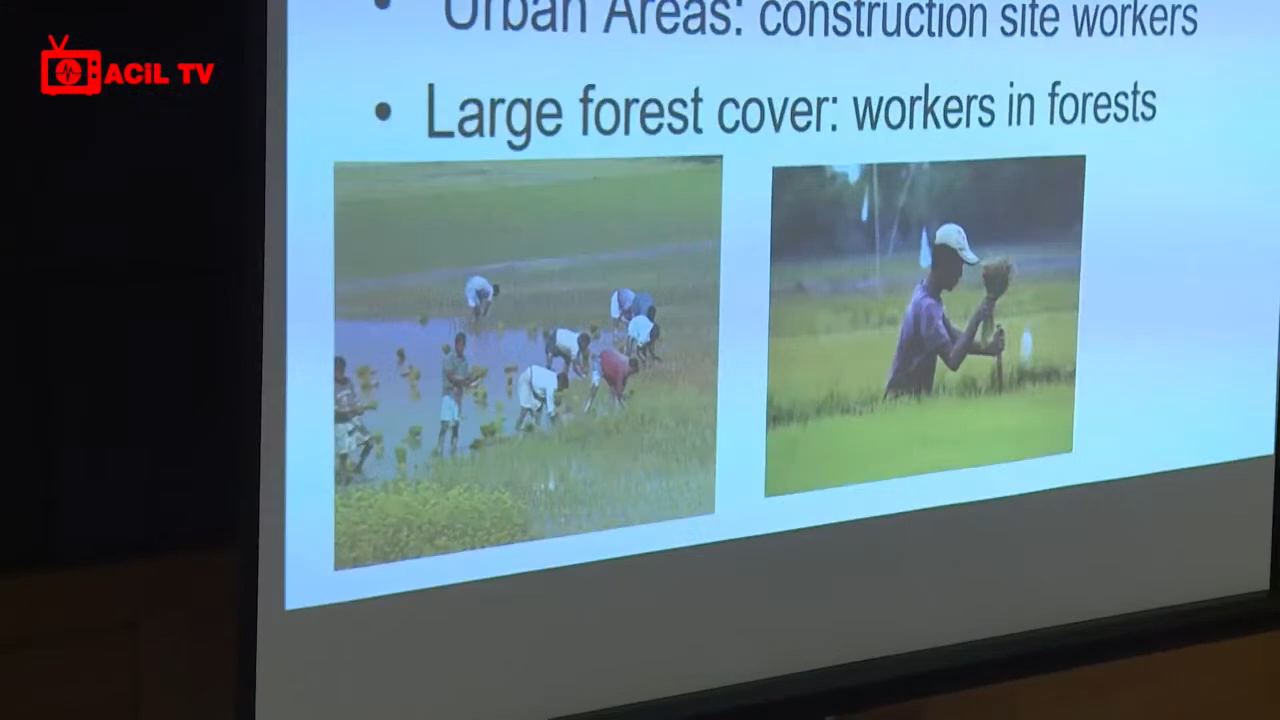 ACiL TV
• Urban Areas: construction site workers
• Large forest cover: workers in forests